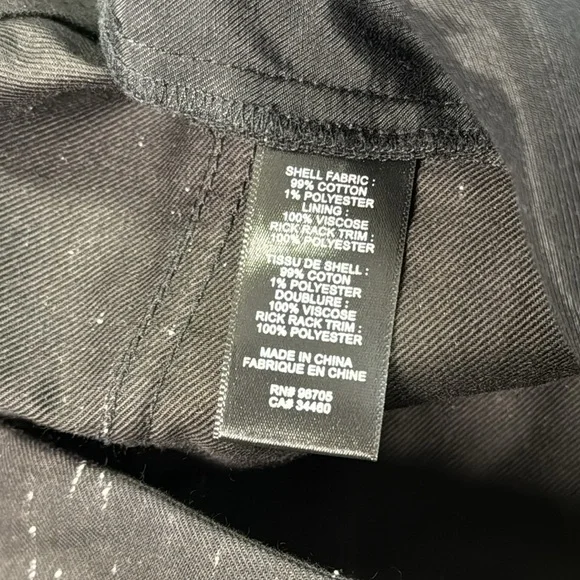 SHELL FABRIC :
99% COTTON
1% POLYESTER
LINING :
100% VISCOSE
RICK RACK TRIM :
100% POLYESTER
TISSU DE SHELL :
99% COTON
1% POLYESTER
DOUBLURE :
100% VISCOSE
RICK RACK TRIM :
100% POLYESTER
MADE IN CHINA
FABRIQUE EN CHINE
RN# 96705
CA# 34460